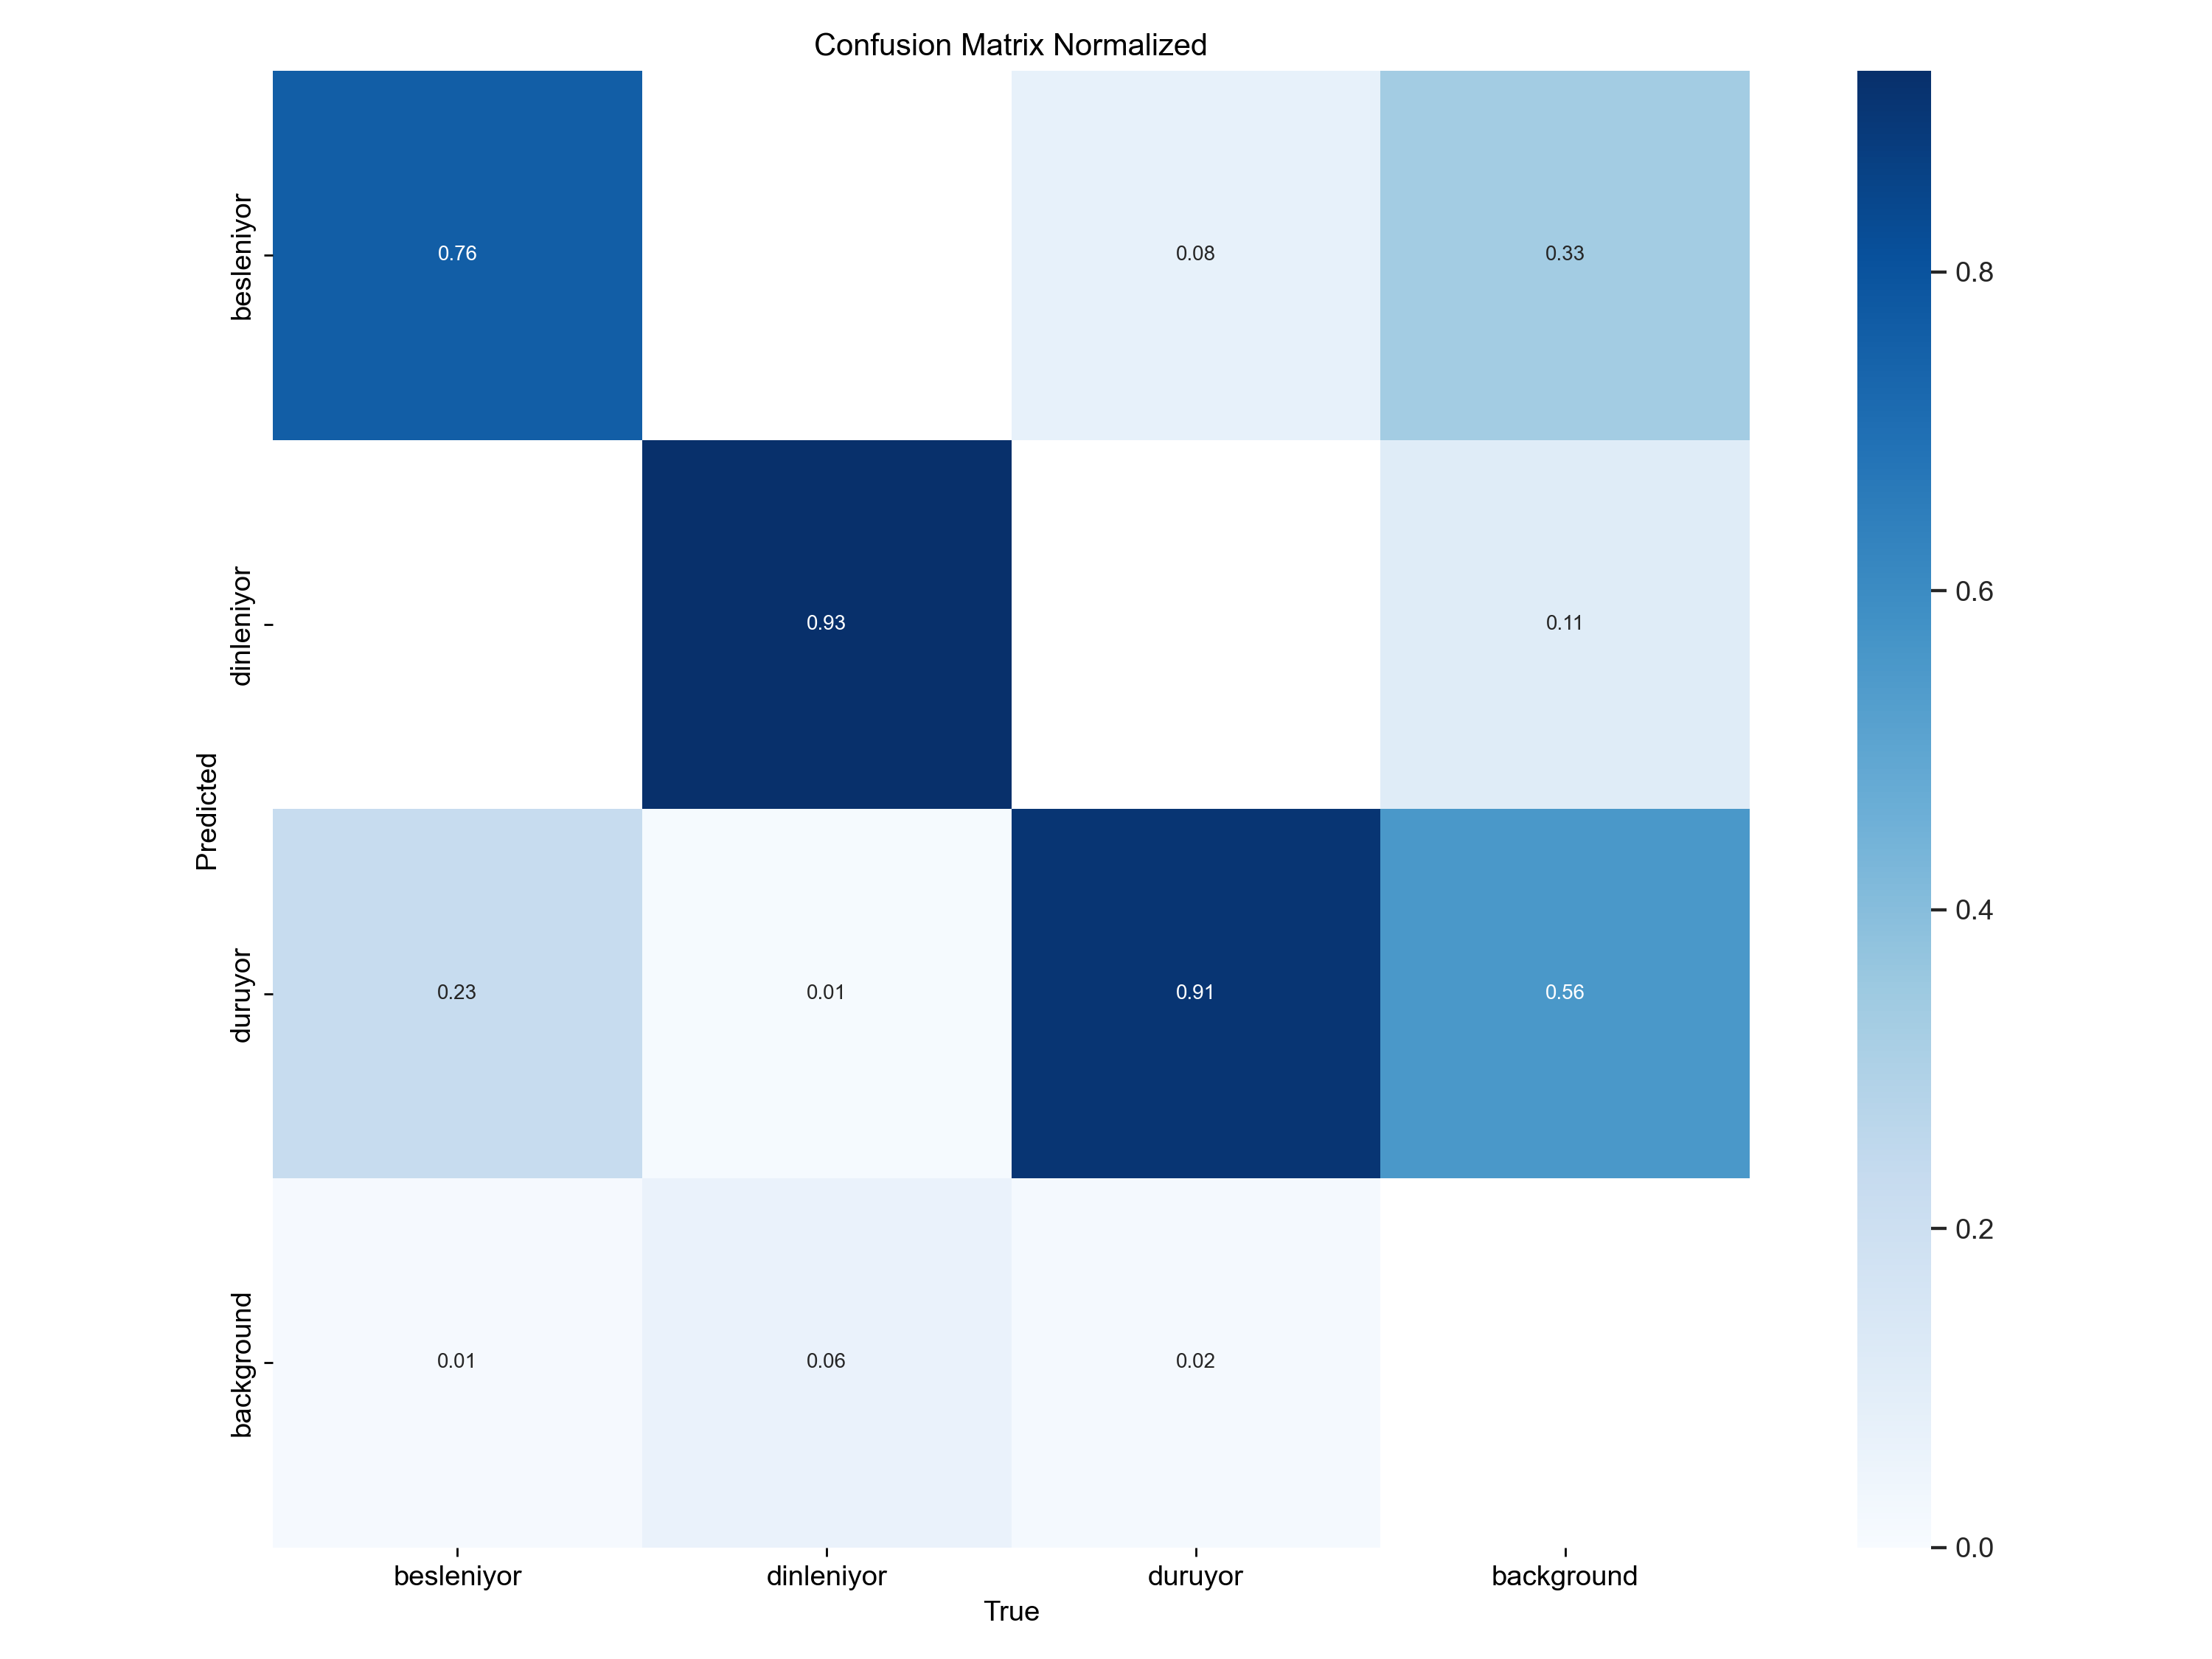 Confusion Matrix Normalized
besleniyor
0.76
0.08
0.33
dinleniyor
0.93
0.11
duruyor
0.23
0.01
0.91
0.56
background
0.01
0.06
0.02
Predicted
besleniyor
dinleniyor
duruyor
background
True
0.8
0.6
0.4
0.2
0.0